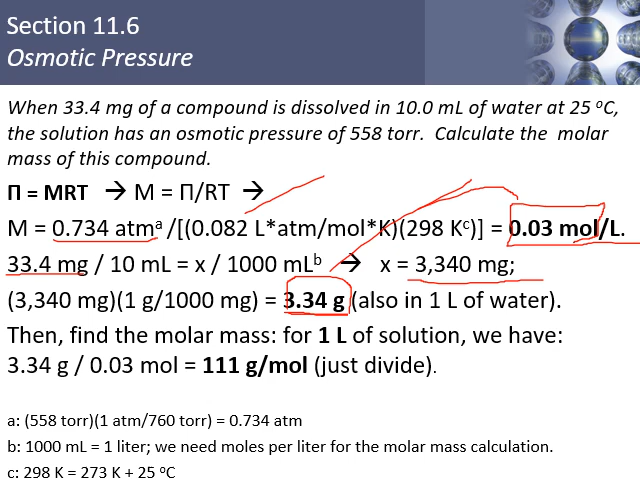 Section 11.6
Osmotic Pressure
When 33.4 mg of a compound is dissolved in 10.0 mL of water at 25 ºC,
the solution has an osmotic pressure of 558 torr. Calculate the molar
mass of this compound.
Π = MRT → M = Π/RT →
M = 0.734 atmᵃ /[(0.082 L*atm/mol*K)(298 Kᶜ)] = 0.03 mol/L.
33.4 mg / 10 mL = x / 1000 mLᵇ → x = 3,340 mg;
(3,340 mg)(1 g/1000 mg) = 3.34 g (also in 1 L of water).
Then, find the molar mass: for 1 L of solution, we have:
3.34 g / 0.03 mol = 111 g/mol (just divide).
a: (558 torr)(1 atm/760 torr) = 0.734 atm
b: 1000 mL = 1 liter; we need moles per liter for the molar mass calculation.
c: 298 K = 273 K + 25 ºC